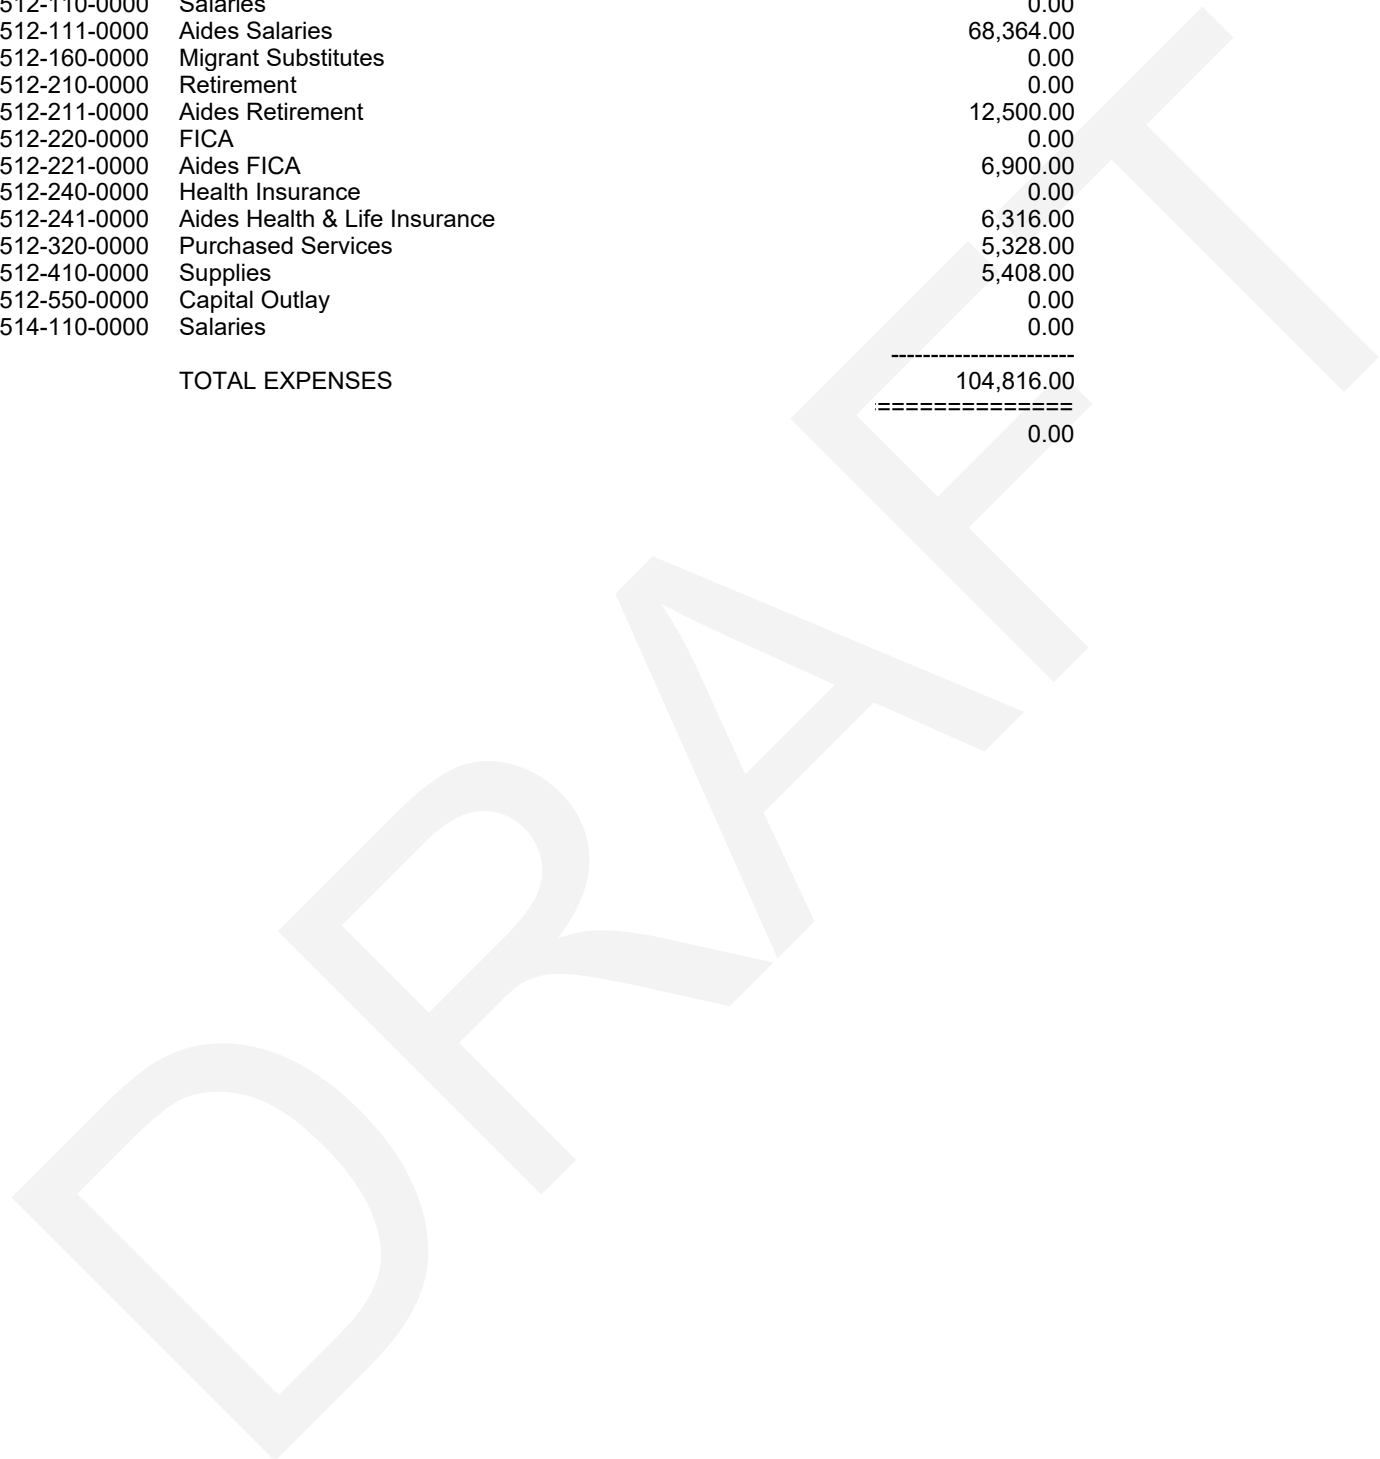 512-110-0000 Salaries 0.00
512-111-0000 Aides Salaries 68,364.00
512-160-0000 Migrant Substitutes 0.00
512-210-0000 Retirement 0.00
512-211-0000 Aides Retirement 12,500.00
512-220-0000 FICA 0.00
512-221-0000 Aides FICA 6,900.00
512-240-0000 Health Insurance 0.00
512-241-0000 Aides Health & Life Insurance 6,316.00
512-320-0000 Purchased Services 5,328.00
512-410-0000 Supplies 5,408.00
512-550-0000 Capital Outlay 0.00
514-110-0000 Salaries 0.00
-----------------------
TOTAL EXPENSES 104,816.00
==============
0.00
DRAFT